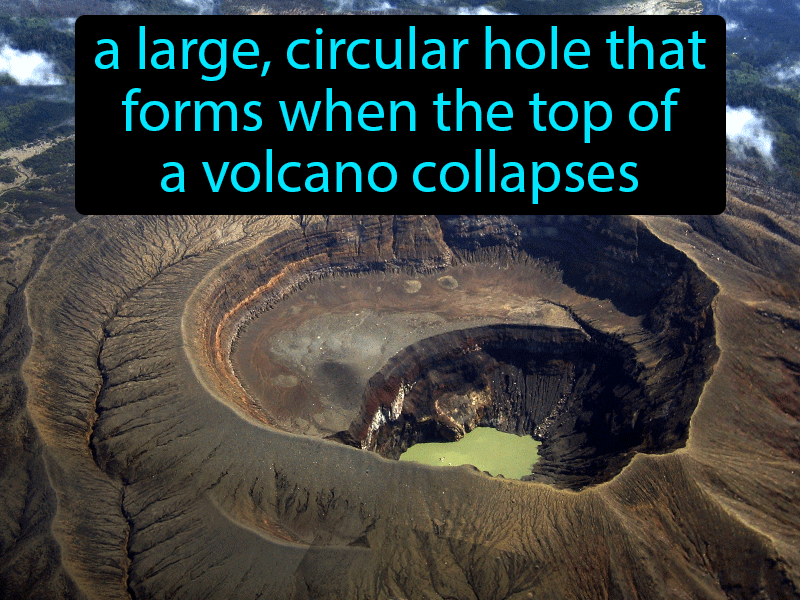 a large, circular hole that
forms when the top of
a volcano collapses